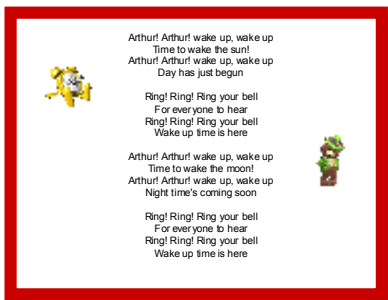 Arthur! Arthur! wake up, wake up
Time to wake the sun!
Arthur! Arthur! wake up, wake up
Day has just begun

Ring! Ring! Ring your bell
For everyone to hear
Ring! Ring! Ring your bell
Wake up time is here

Arthur! Arthur! wake up, wake up
Time to wake the moon!
Arthur! Arthur! wake up, wake up
Night time's coming soon

Ring! Ring! Ring your bell
For everyone to hear
Ring! Ring! Ring your bell
Wake up time is here